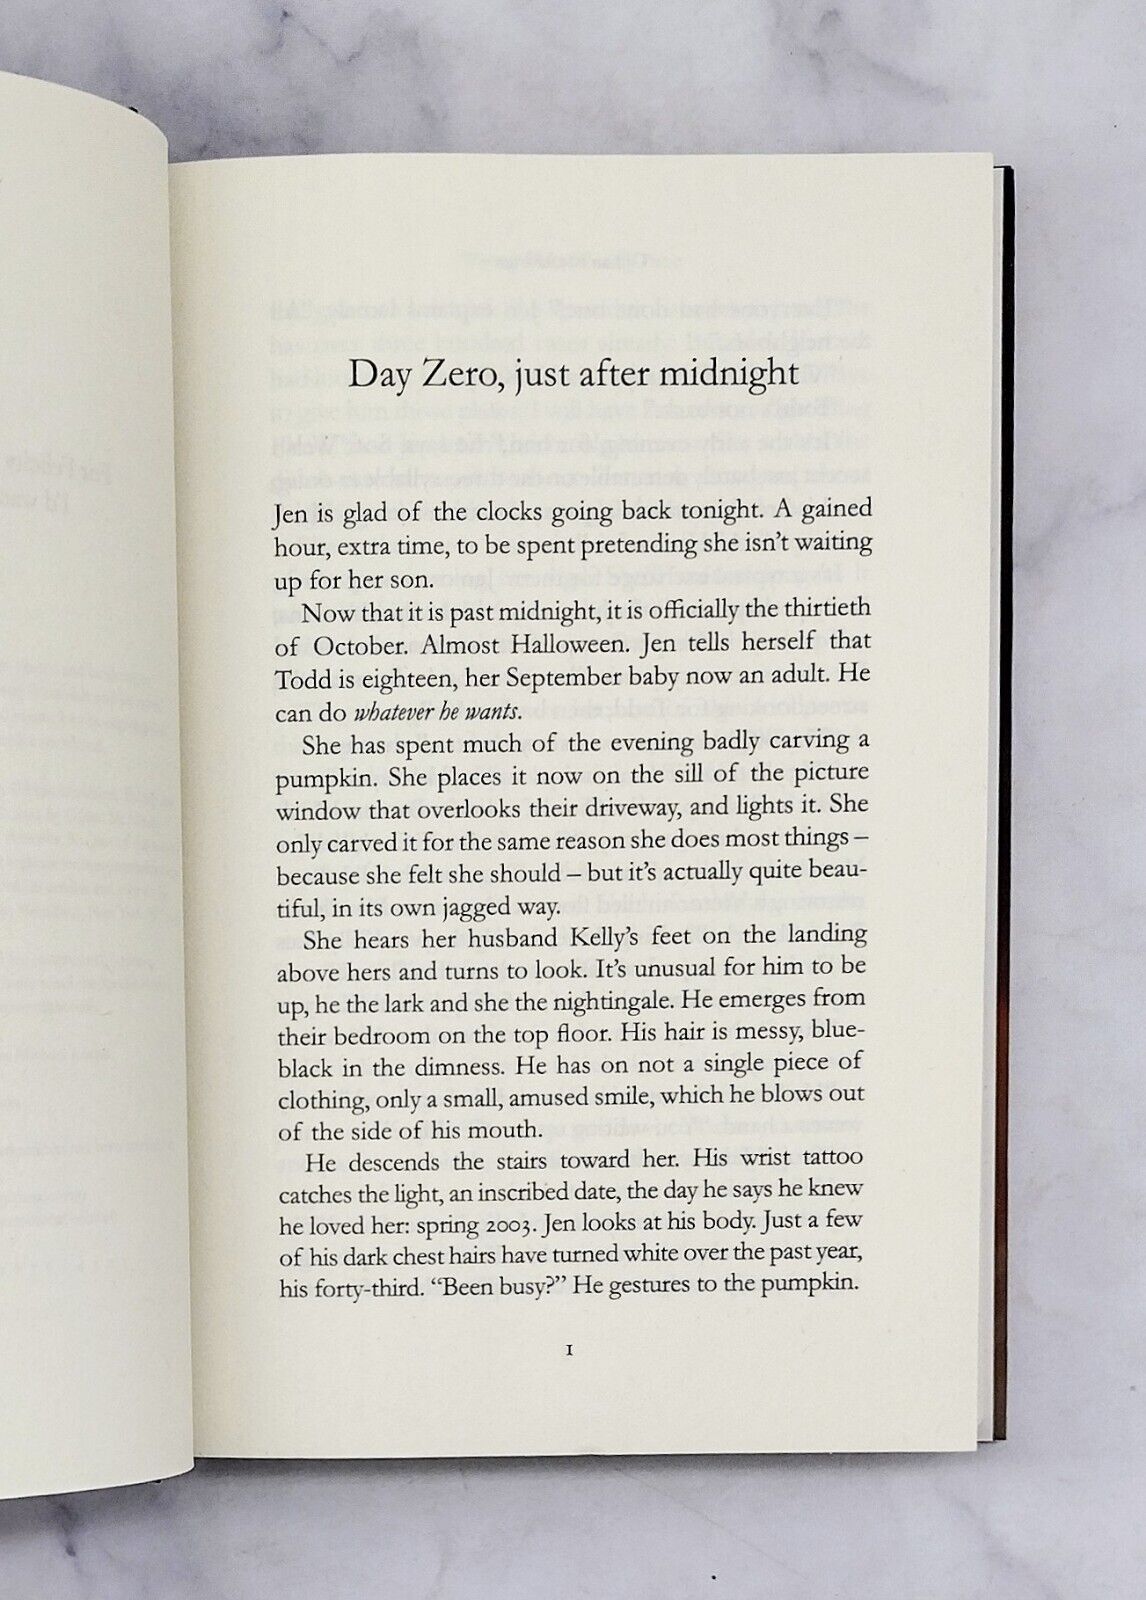 Day Zero, just after midnight
Jen is glad of the clocks going back tonight. A gained
hour, extra time, to be spent pretending she isn't waiting
up for her son.
Now that it is past midnight, it is officially the thirtieth
of October. Almost Halloween. Jen tells herself that
Todd is eighteen, her September baby now an adult. He
can do whatever he wants.
She has spent much of the evening badly carving a
pumpkin. She places it now on the sill of the picture
window that overlooks their driveway, and lights it. She
only carved it for the same reason she does most things –
because she felt she should – but it's actually quite beau-
tiful, in its own jagged way.
She hears her husband Kelly's feet on the landing
above hers and turns to look. It's unusual for him to be
up, he the lark and she the nightingale. He emerges from
their bedroom on the top floor. His hair is messy, blue-
black in the dimness. He has on not a single piece of
clothing, only a small, amused smile, which he blows out
of the side of his mouth.
He descends the stairs toward her. His wrist tattoo
catches the light, an inscribed date, the day he says he knew
he loved her: spring 2003. Jen looks at his body. Just a few
of his dark chest hairs have turned white over the past year,
his forty-third. “Been busy?” He gestures to the pumpkin.
1